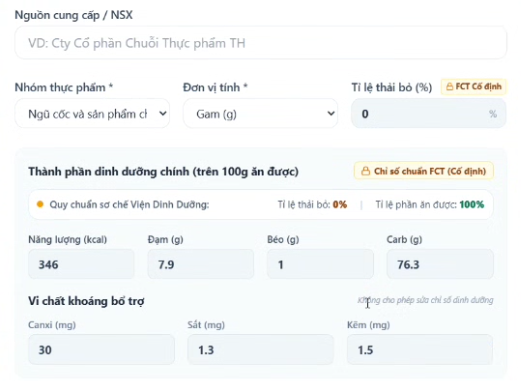 Nguồn cung cấp / NSX
VD: Cty Cổ phần Chuỗi Thực phẩm TH
Nhóm thực phẩm * Đơn vị tính * Tỉ lệ thải bỏ (%) FCT Cố định
Ngũ cốc và sản phẩm ch Gam (g) 0 %
Thành phần dinh dưỡng chính (trên 100g ăn được) Chỉ số chuẩn FCT (Cố định)
Quy chuẩn sơ chế Viện Dinh Dưỡng: Tỉ lệ thải bỏ: 0% | Tỉ lệ phần ăn được: 100%
Năng lượng (kcal) Đạm (g) Béo (g) Carb (g)
346 7.9 1 76.3
Vi chất khoáng bổ trợ Không cho phép sửa chỉ số dinh dưỡng
Canxi (mg) Sắt (mg) Kẽm (mg)
30 1.3 1.5